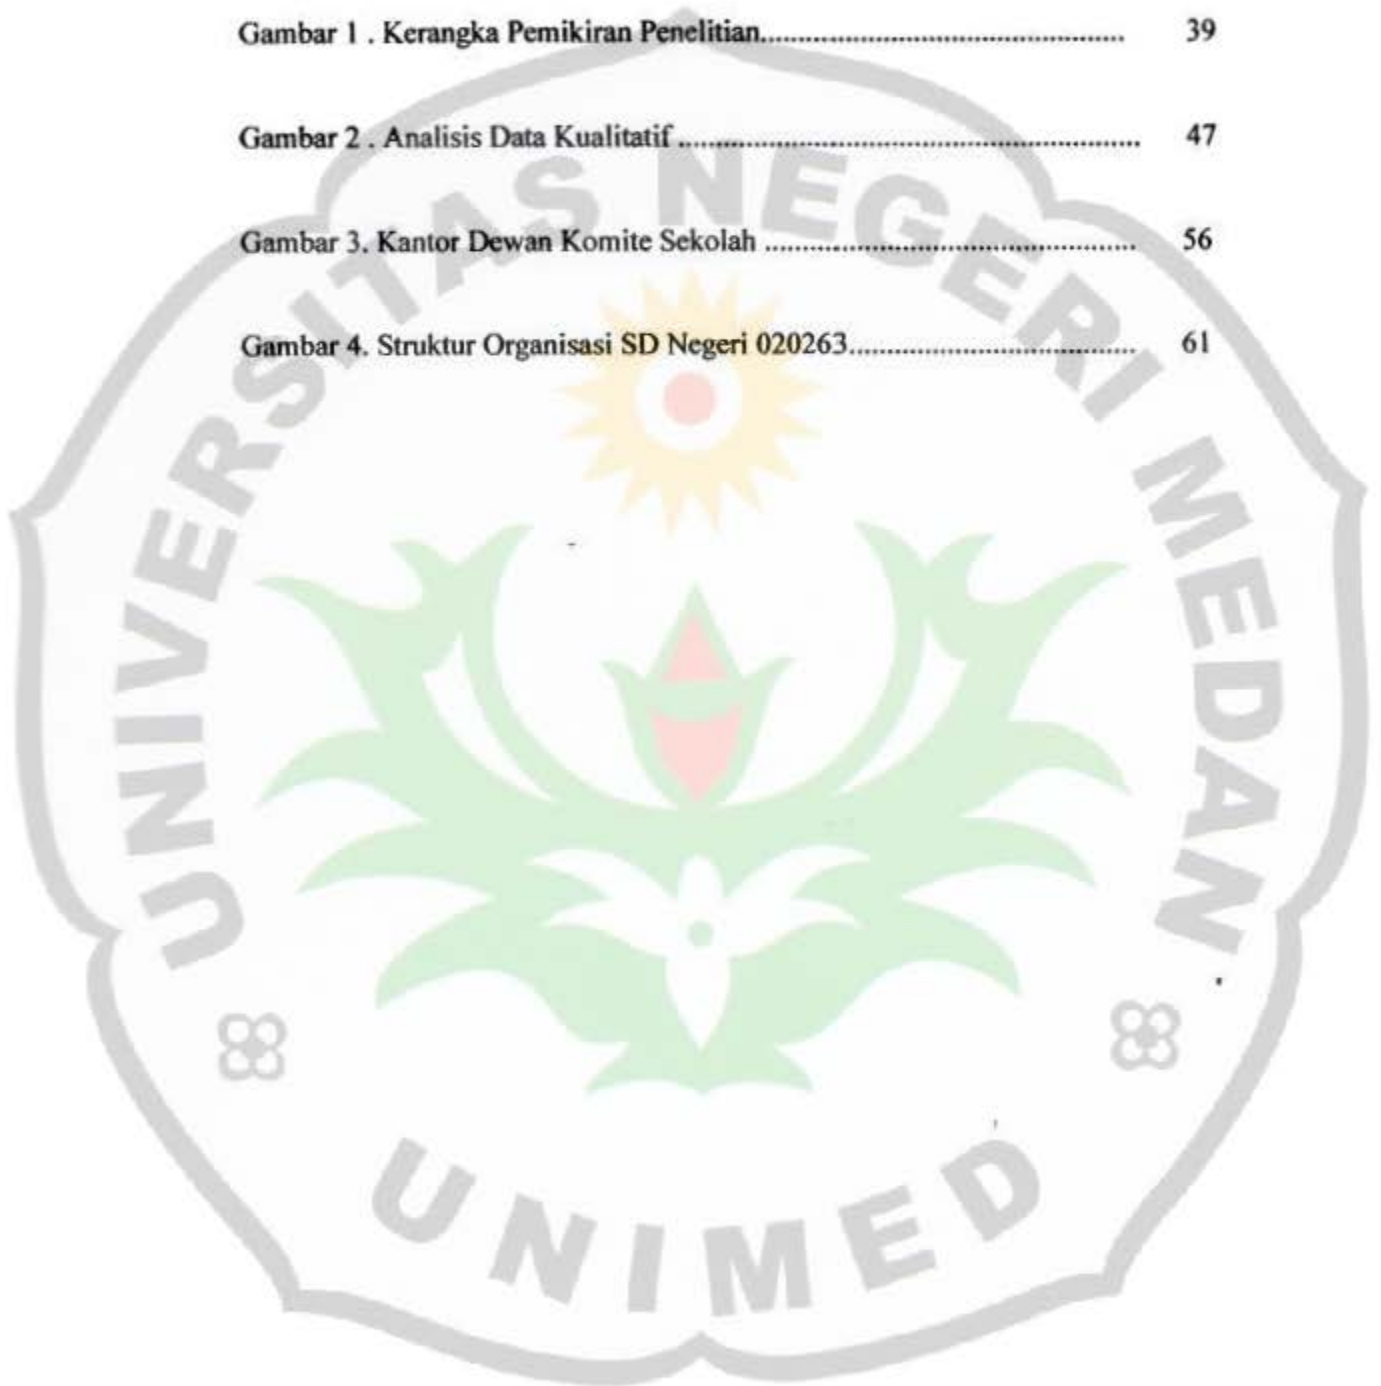 Gambar 1 . Kerangka Pemikiran Penelitian................................................ 39
Gambar 2 . Analisis Data Kualitatif ............................................................. 47
Gambar 3. Kantor Dewan Komite Sekolah ................................................. 56
Gambar 4. Struktur Organisasi SD Negeri 020263...................................... 61
UNIVERSITAS NEGERI MEDAN
UNIMED